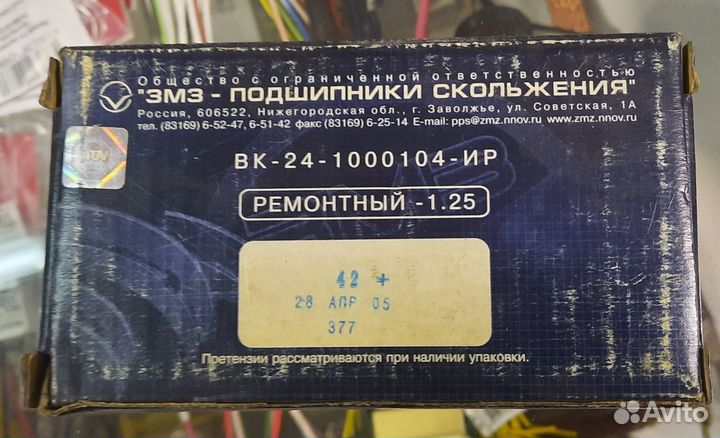 Общество с ограниченной ответственностью
"ЗМЗ - ПОДШИПНИКИ СКОЛЬЖЕНИЯ"
Россия, 606522, Нижегородская обл., г. Заволжье, ул. Советская, 1А
тел. (83169) 6-52-47, 6-51-42 факс (83169) 6-25-14 E-mail: pps@zmz.nnov.ru www.zmz.nnov.ru
TÜV
ВК-24-1000104-ИР
РЕМОНТНЫЙ -1.25
42 +
28 АПР 05
377
Претензии рассматриваются при наличии упаковки.
Avito